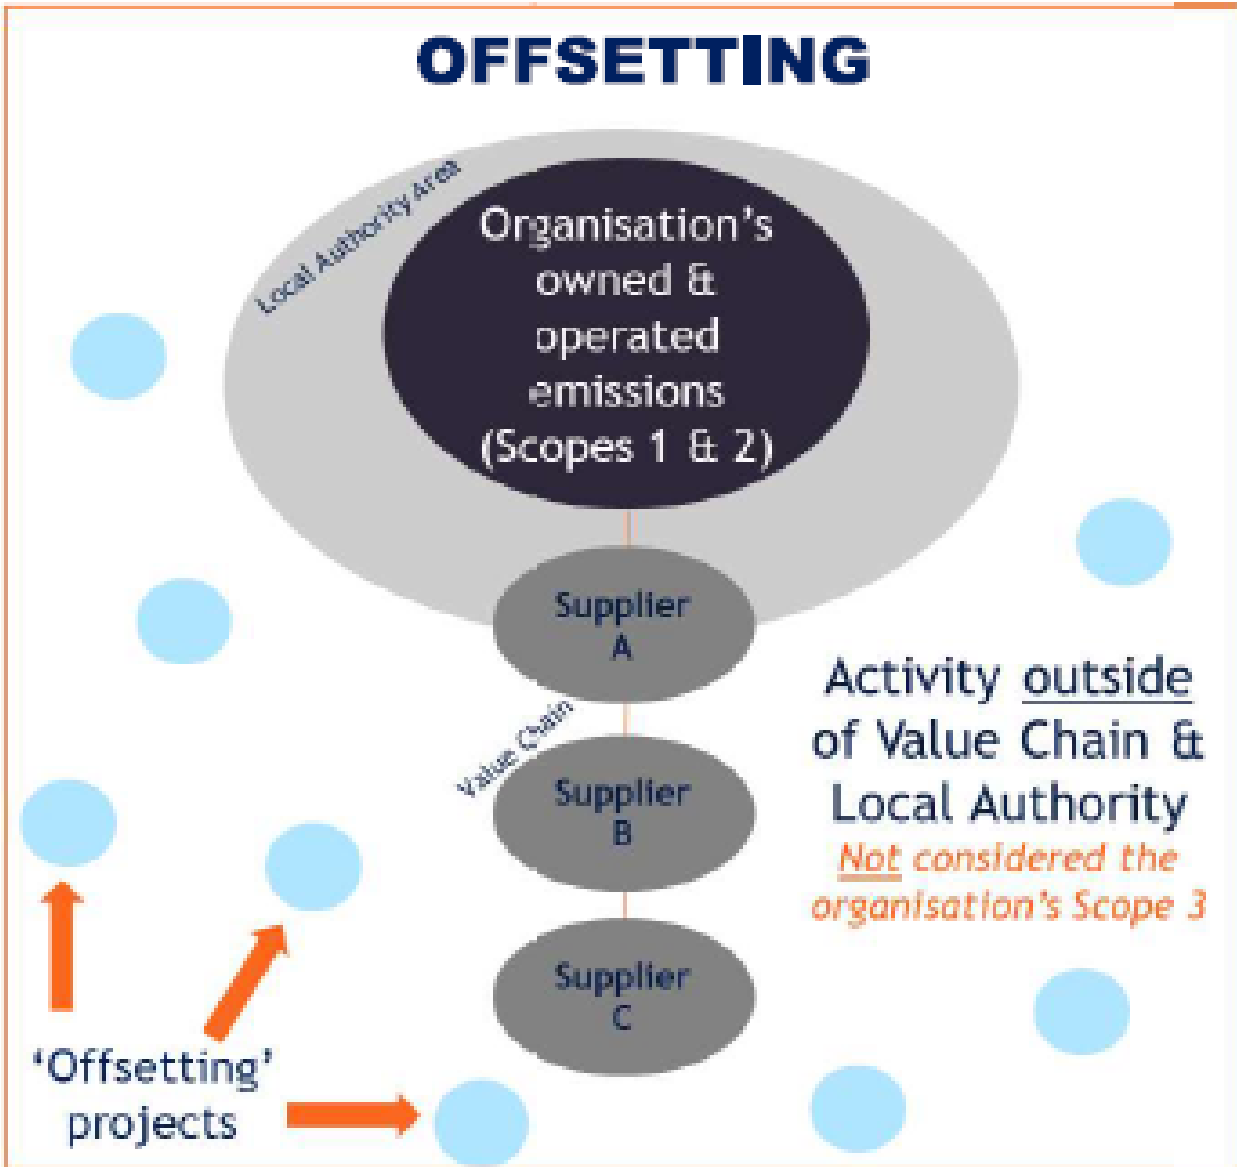 OFFSETTING
Local Authority Area
Organisation's
owned &
operated
emissions
(Scopes 1 & 2)
Supplier
A
Value Chain
Supplier
B
Supplier
C
Activity outside
of Value Chain &
Local Authority
Not considered the
organisation's Scope 3
‘Offsetting’
projects